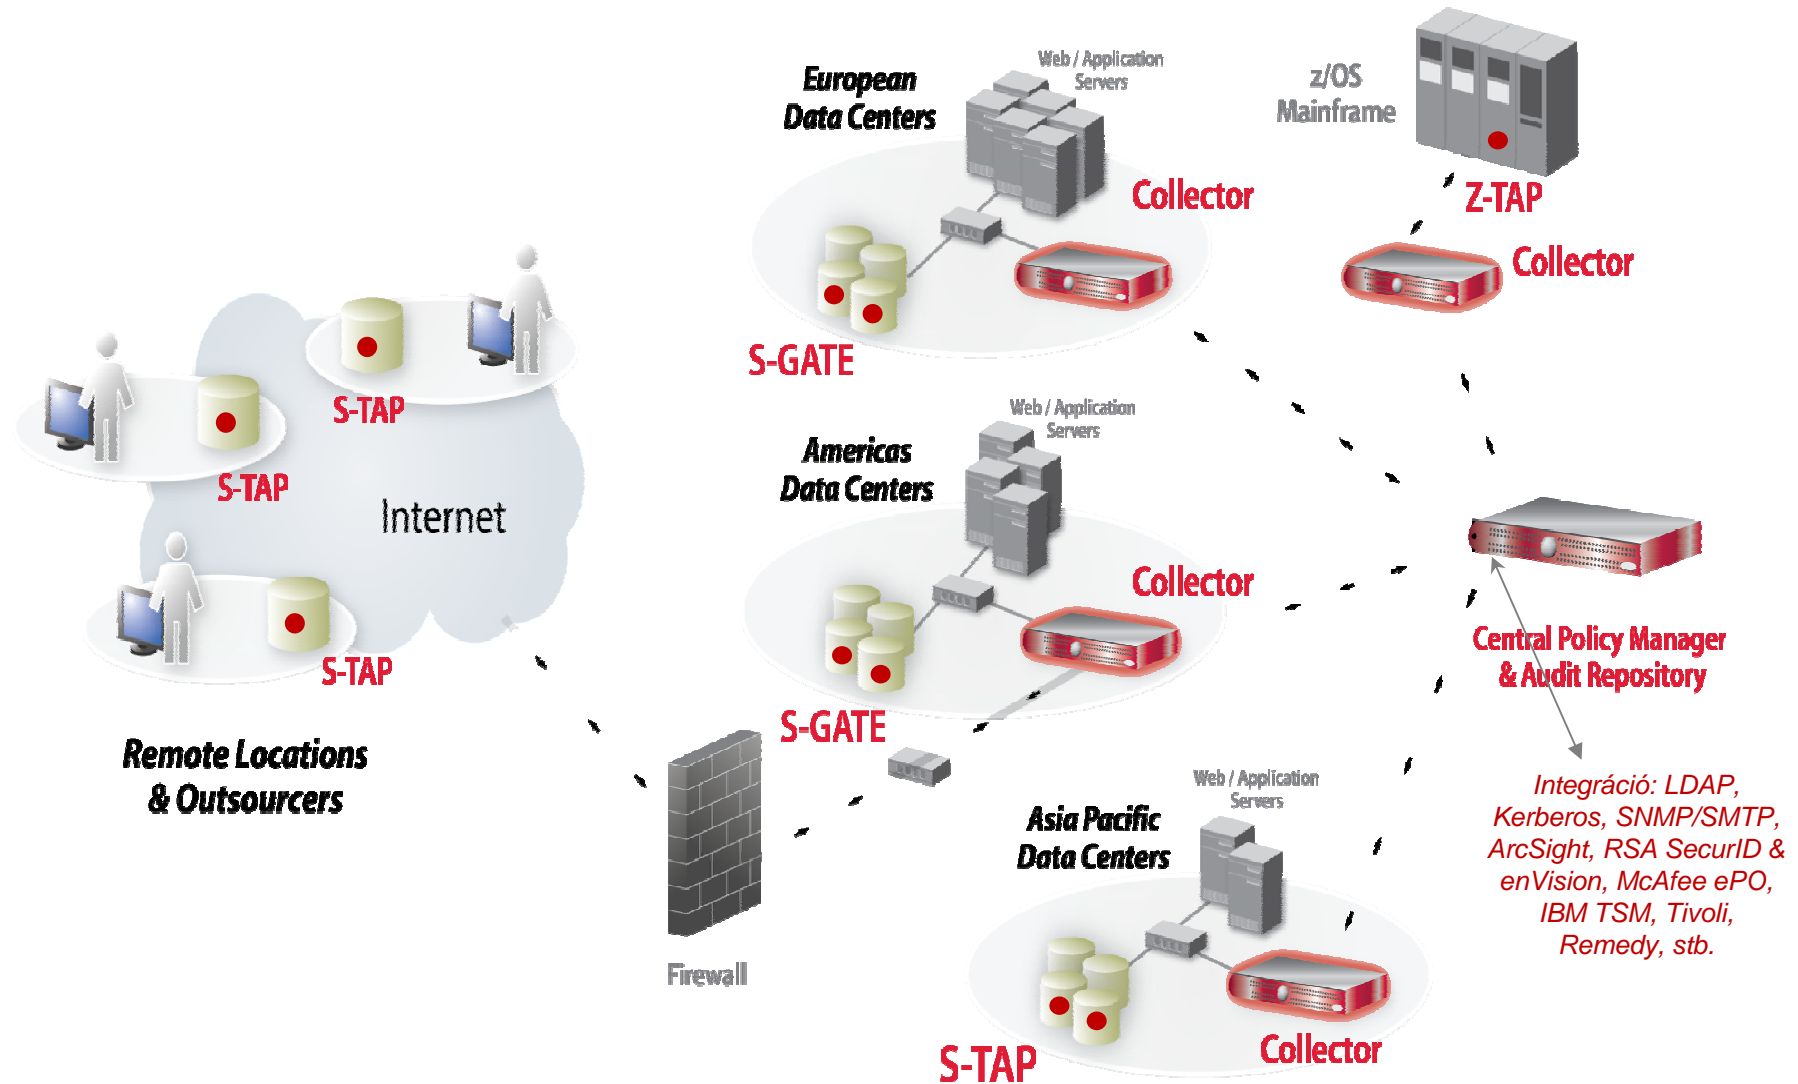 European
Data Centers
Web / Application
Servers
Collector
S-GATE
z/OS
Mainframe
Z-TAP
Collector
S-TAP
S-TAP
Internet
S-TAP
Remote Locations
& Outsourcers
Firewall
Americas
Data Centers
Web / Application
Servers
Collector
S-GATE
Central Policy Manager
& Audit Repository
Integráció: LDAP,
Kerberos, SNMP/SMTP,
ArcSight, RSA SecurID &
enVision, McAfee ePO,
IBM TSM, Tivoli,
Remedy, stb.
Asia Pacific
Data Centers
Web / Application
Servers
Collector
S-TAP